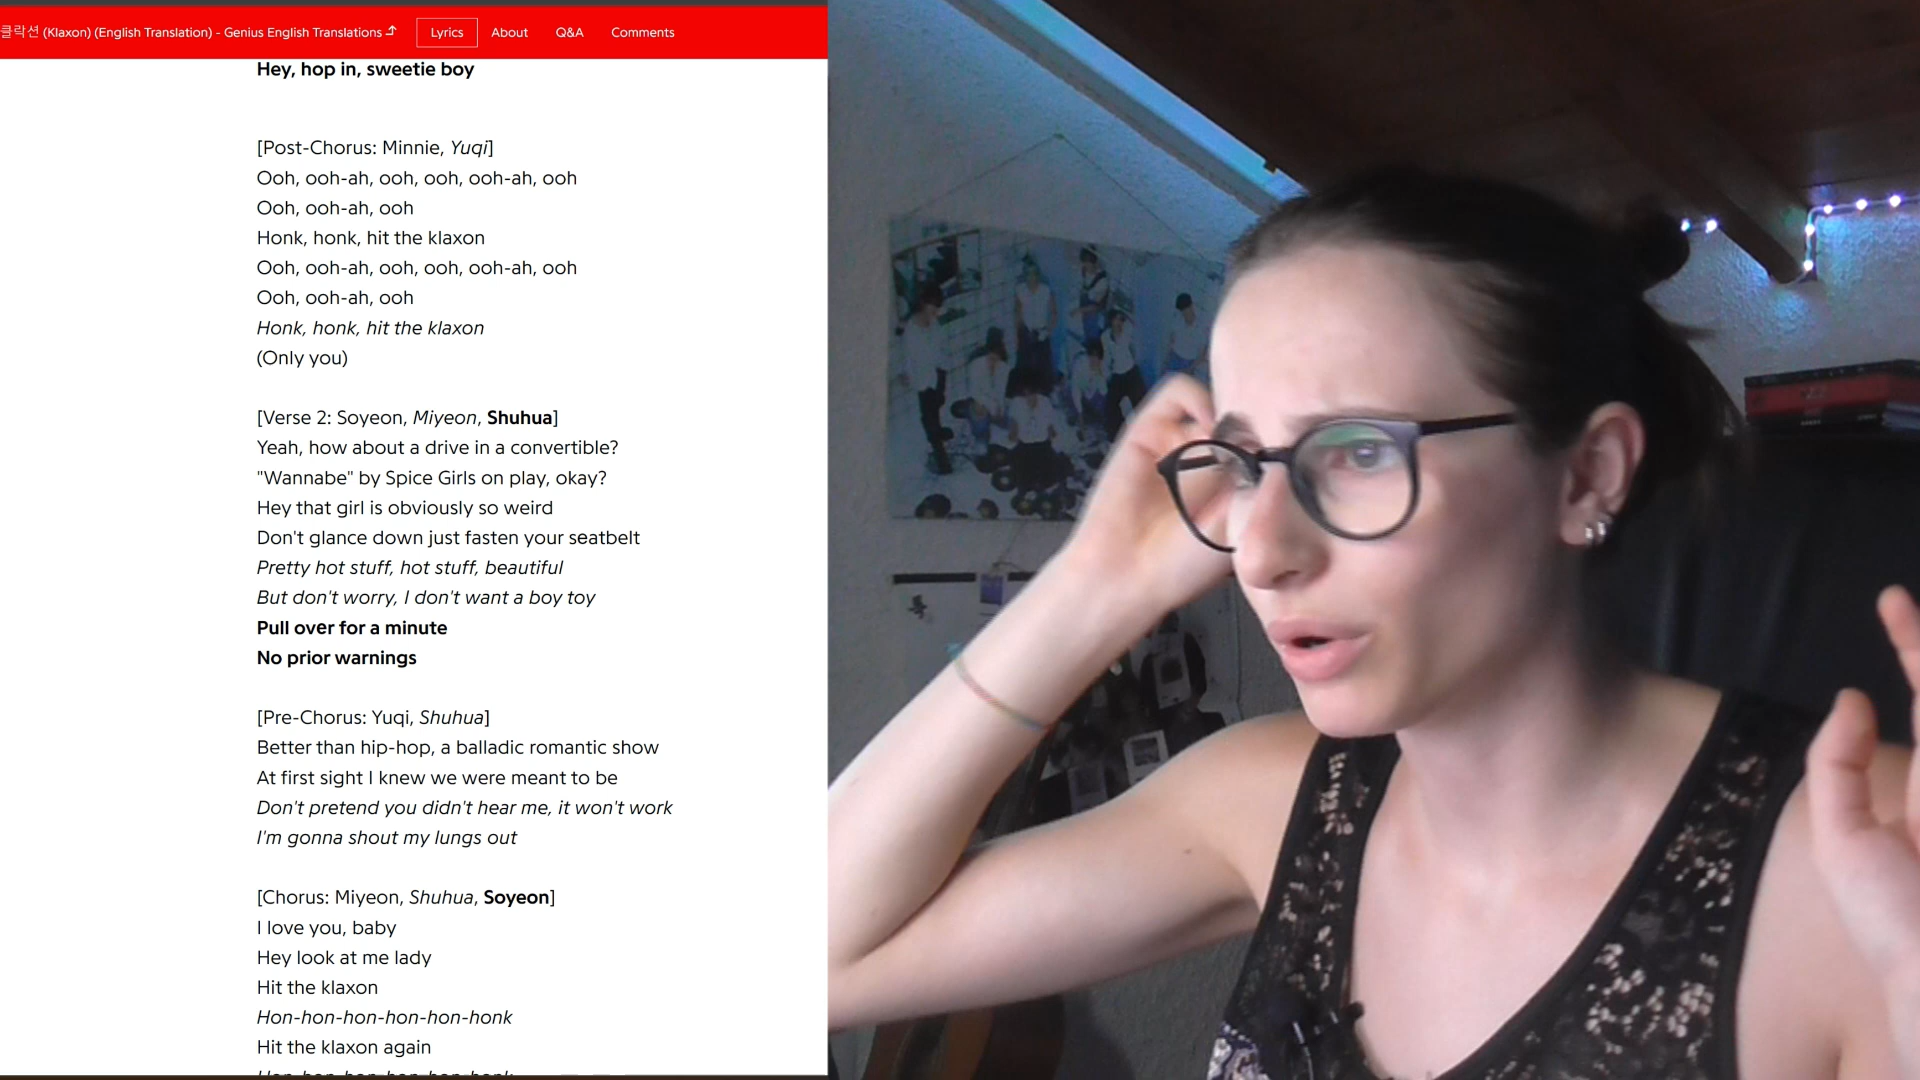 클락션 (Klaxon) (English Translation) - Genius English Translations
Lyrics
About
Q&A
Comments
Hey, hop in, sweetie boy
[Post-Chorus: Minnie, Yuqi]
Ooh, ooh-ah, ooh, ooh, ooh-ah, ooh
Ooh, ooh-ah, ooh
Honk, honk, hit the klaxon
Ooh, ooh-ah, ooh, ooh, ooh-ah, ooh
Ooh, ooh-ah, ooh
Honk, honk, hit the klaxon
(Only you)
[Verse 2: Soyeon, Miyeon, Shuhua]
Yeah, how about a drive in a convertible?
"Wannabe" by Spice Girls on play, okay?
Hey that girl is obviously so weird
Don't glance down just fasten your seatbelt
Pretty hot stuff, hot stuff, beautiful
But don't worry, I don't want a boy toy
Pull over for a minute
No prior warnings
[Pre-Chorus: Yuqi, Shuhua]
Better than hip-hop, a balladic romantic show
At first sight I knew we were meant to be
Don't pretend you didn't hear me, it won't work
I'm gonna shout my lungs out
[Chorus: Miyeon, Shuhua, Soyeon]
I love you, baby
Hey look at me lady
Hit the klaxon
Hon-hon-hon-hon-hon-honk
Hit the klaxon again